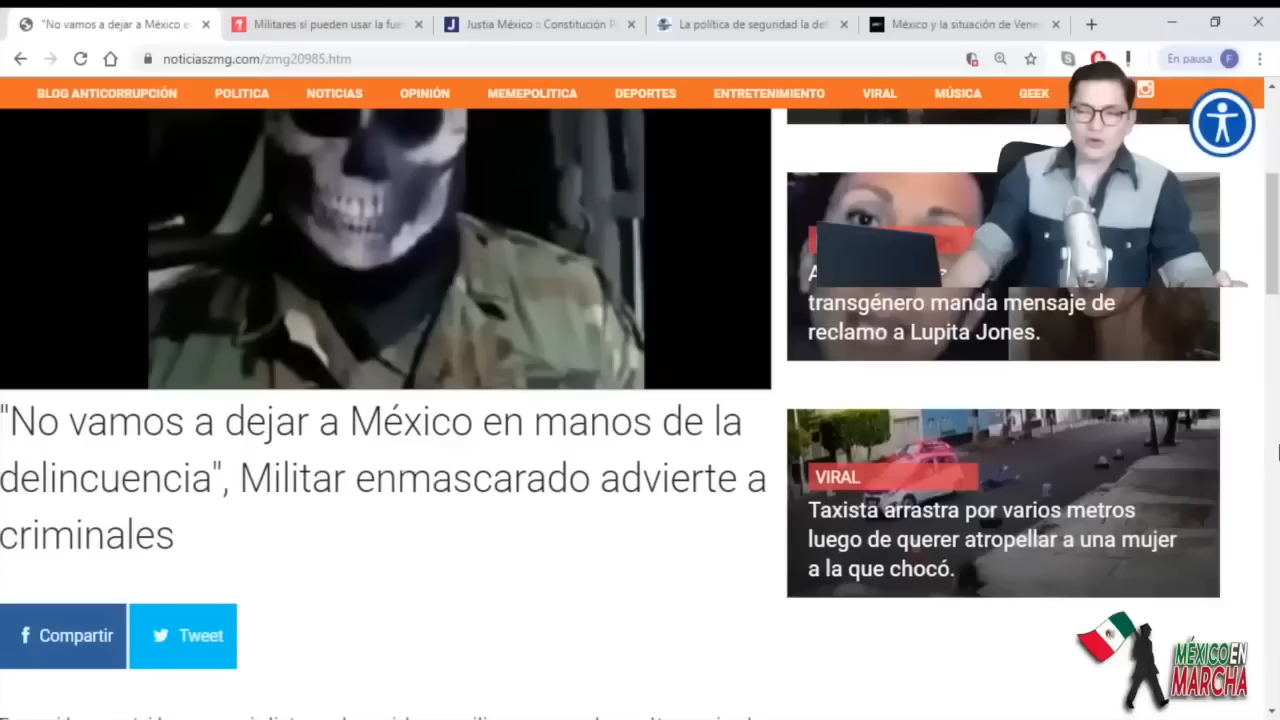 "No vamos a dejar a México e
Militares sí pueden usar la fue
Justia México :: Constitución P
La política de seguridad la def
México y la situación de Vene
noticiaszmg.com/zmg20985.htm
En pausa
F
BLOG ANTICORRUPCIÓN
POLITICA
NOTICIAS
OPINIÓN
MEMEPOLITICA
DEPORTES
ENTRETENIMIENTO
VIRAL
MÚSICA
GEEK
transgénero manda mensaje de
reclamo a Lupita Jones.
"No vamos a dejar a México en manos de la
delincuencia", Militar enmascarado advierte a
criminales
VIRAL
Taxista arrastra por varios metros
luego de querer atropellar a una mujer
a la que chocó.
f Compartir
Tweet
MÉXICO EN
MARCHA